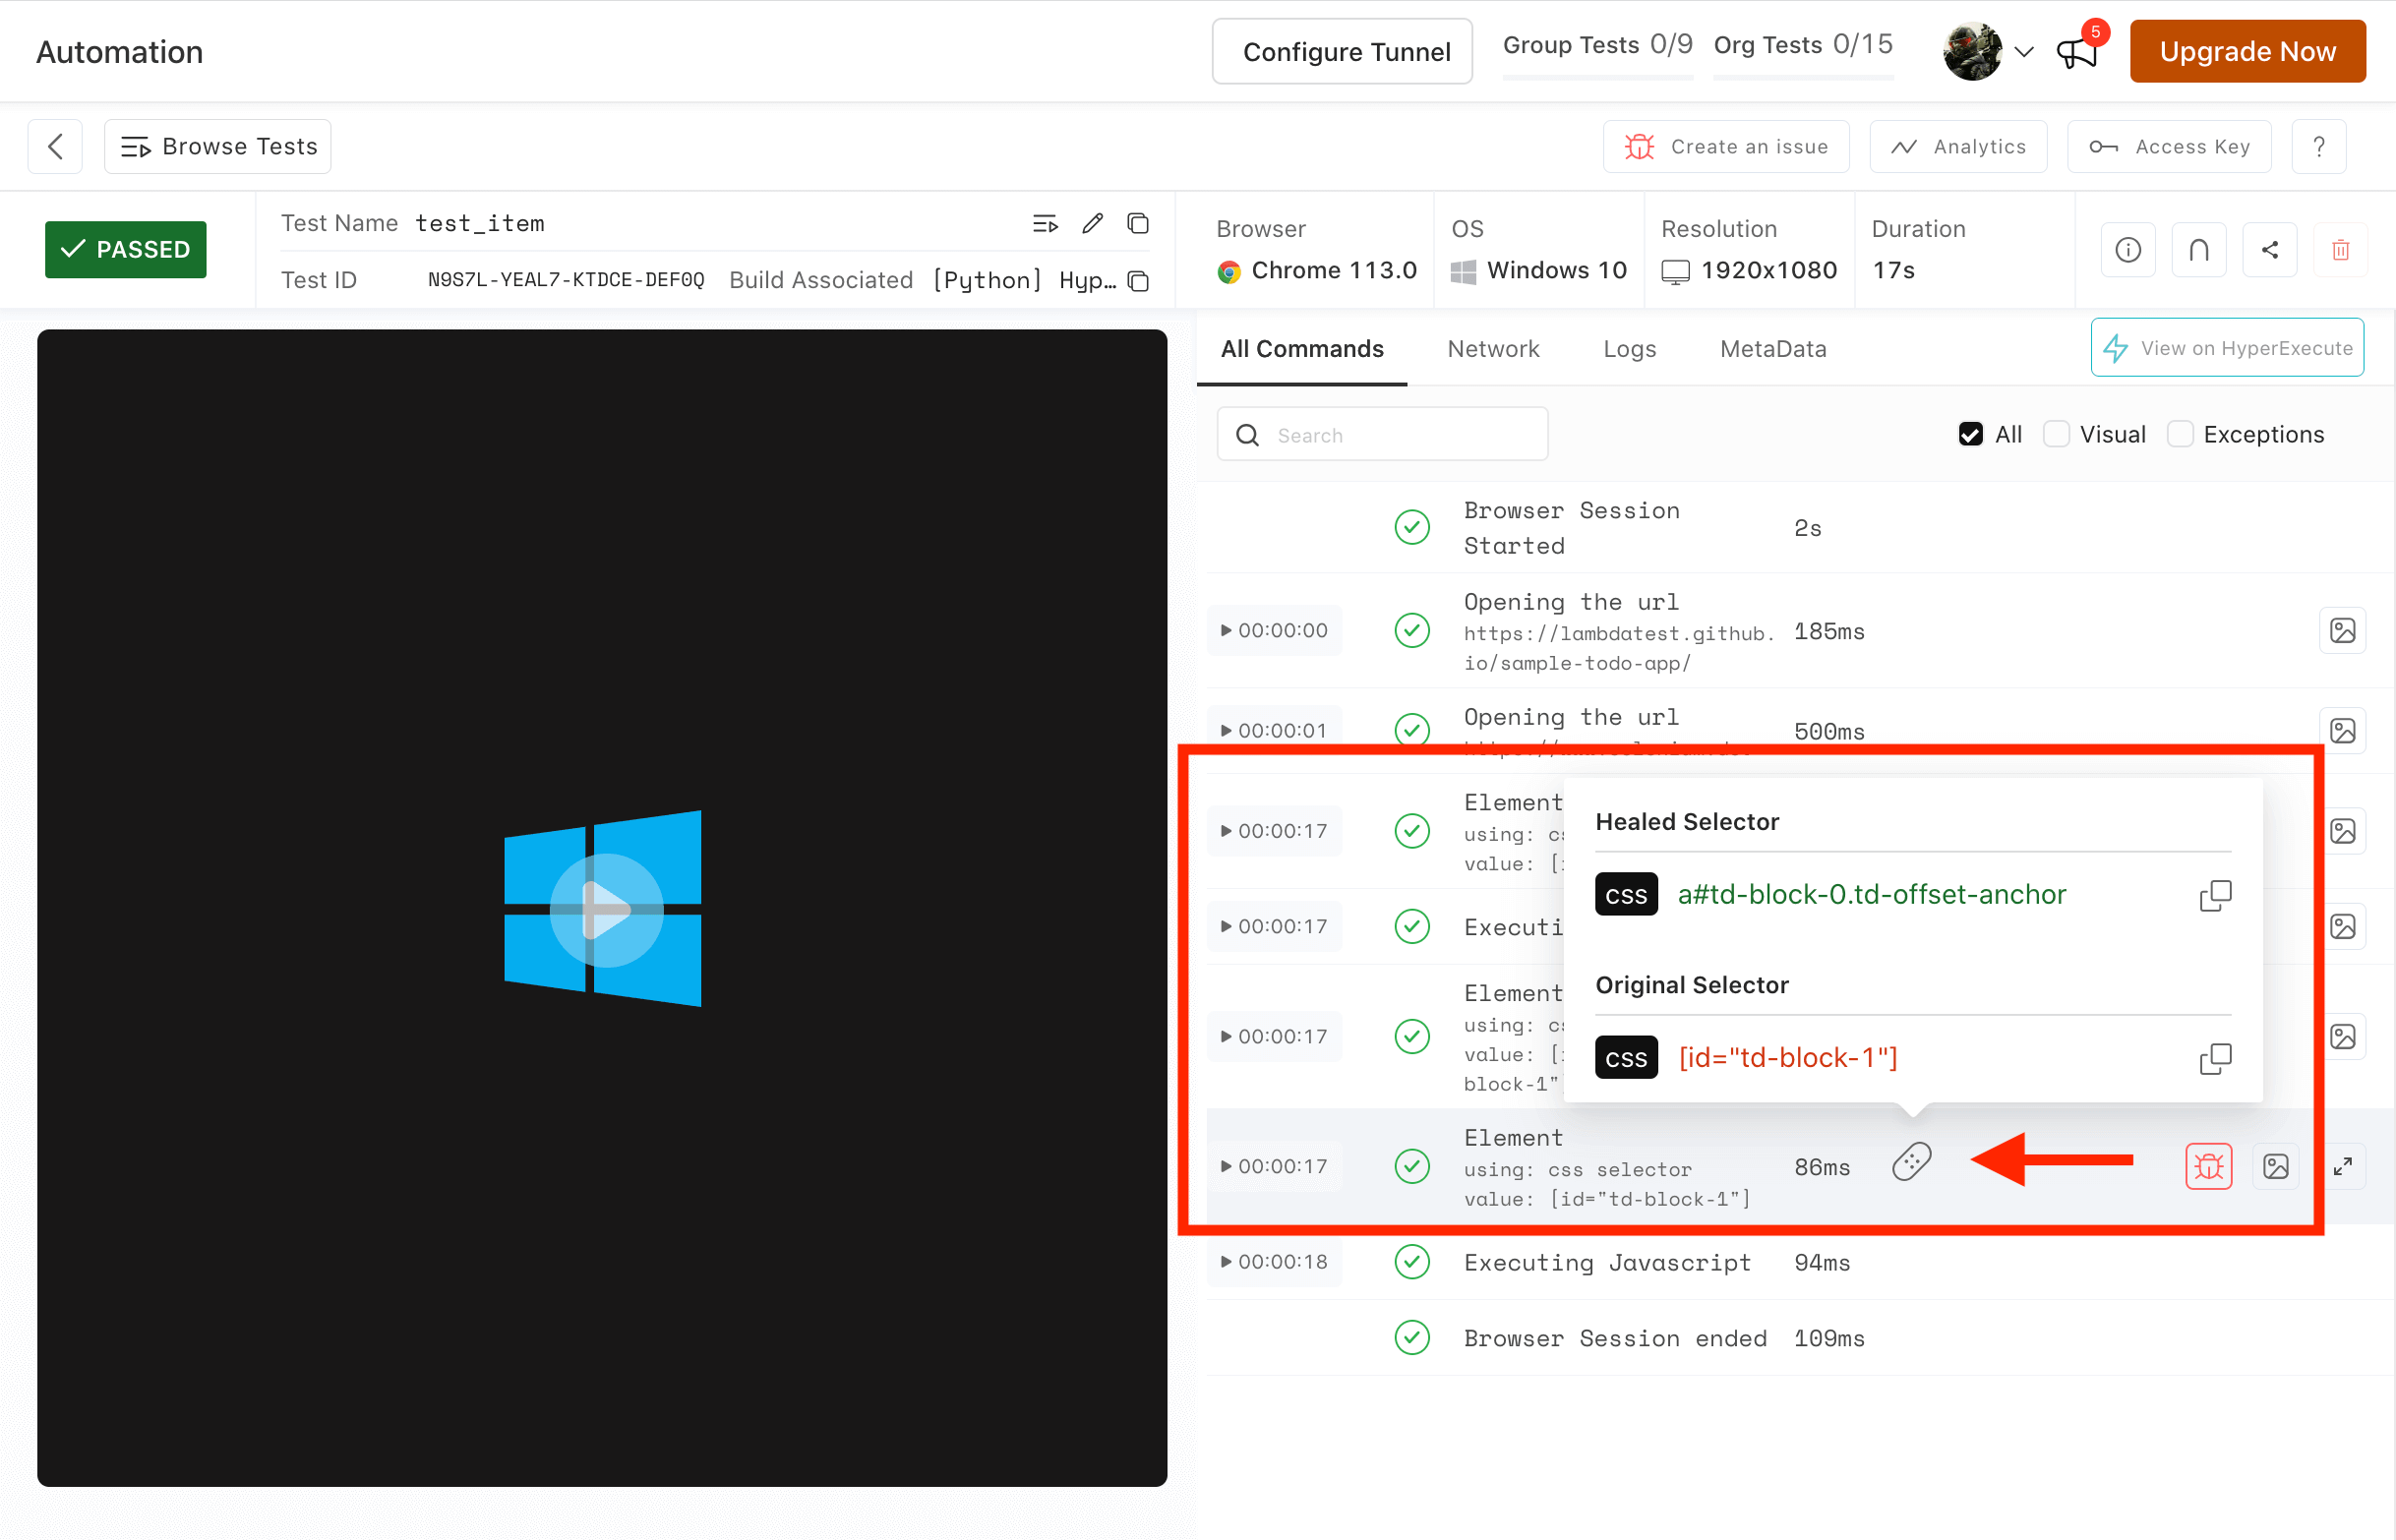 Automation
Configure Tunnel
Group Tests 0/9
Org Tests 0/15
5
Upgrade Now
Browse Tests
Create an issue
Analytics
Access Key
?
PASSED
Test Name test_item
Test ID N9S7L-YEAL7-KTDCE-DEF0Q Build Associated [Python] Hyp...
Browser
Chrome 113.0
OS
Windows 10
Resolution
1920x1080
Duration
17s
All Commands
Network
Logs
MetaData
View on HyperExecute
Search
All
Visual
Exceptions
Browser Session
Started
2s
00:00:00
Opening the url
https://lambdatest.github.
io/sample-todo-app/
185ms
00:00:01
Opening the url
500ms
00:00:17
Element
using:
value:
00:00:17
00:00:17
Element
using:
value:
block-1"
Healed Selector
css a#td-block-0.td-offset-anchor
Original Selector
css [id="td-block-1"]
00:00:17
Element
using: css selector
value: [id="td-block-1"]
86ms
00:00:18
Executing Javascript
94ms
Browser Session ended
109ms